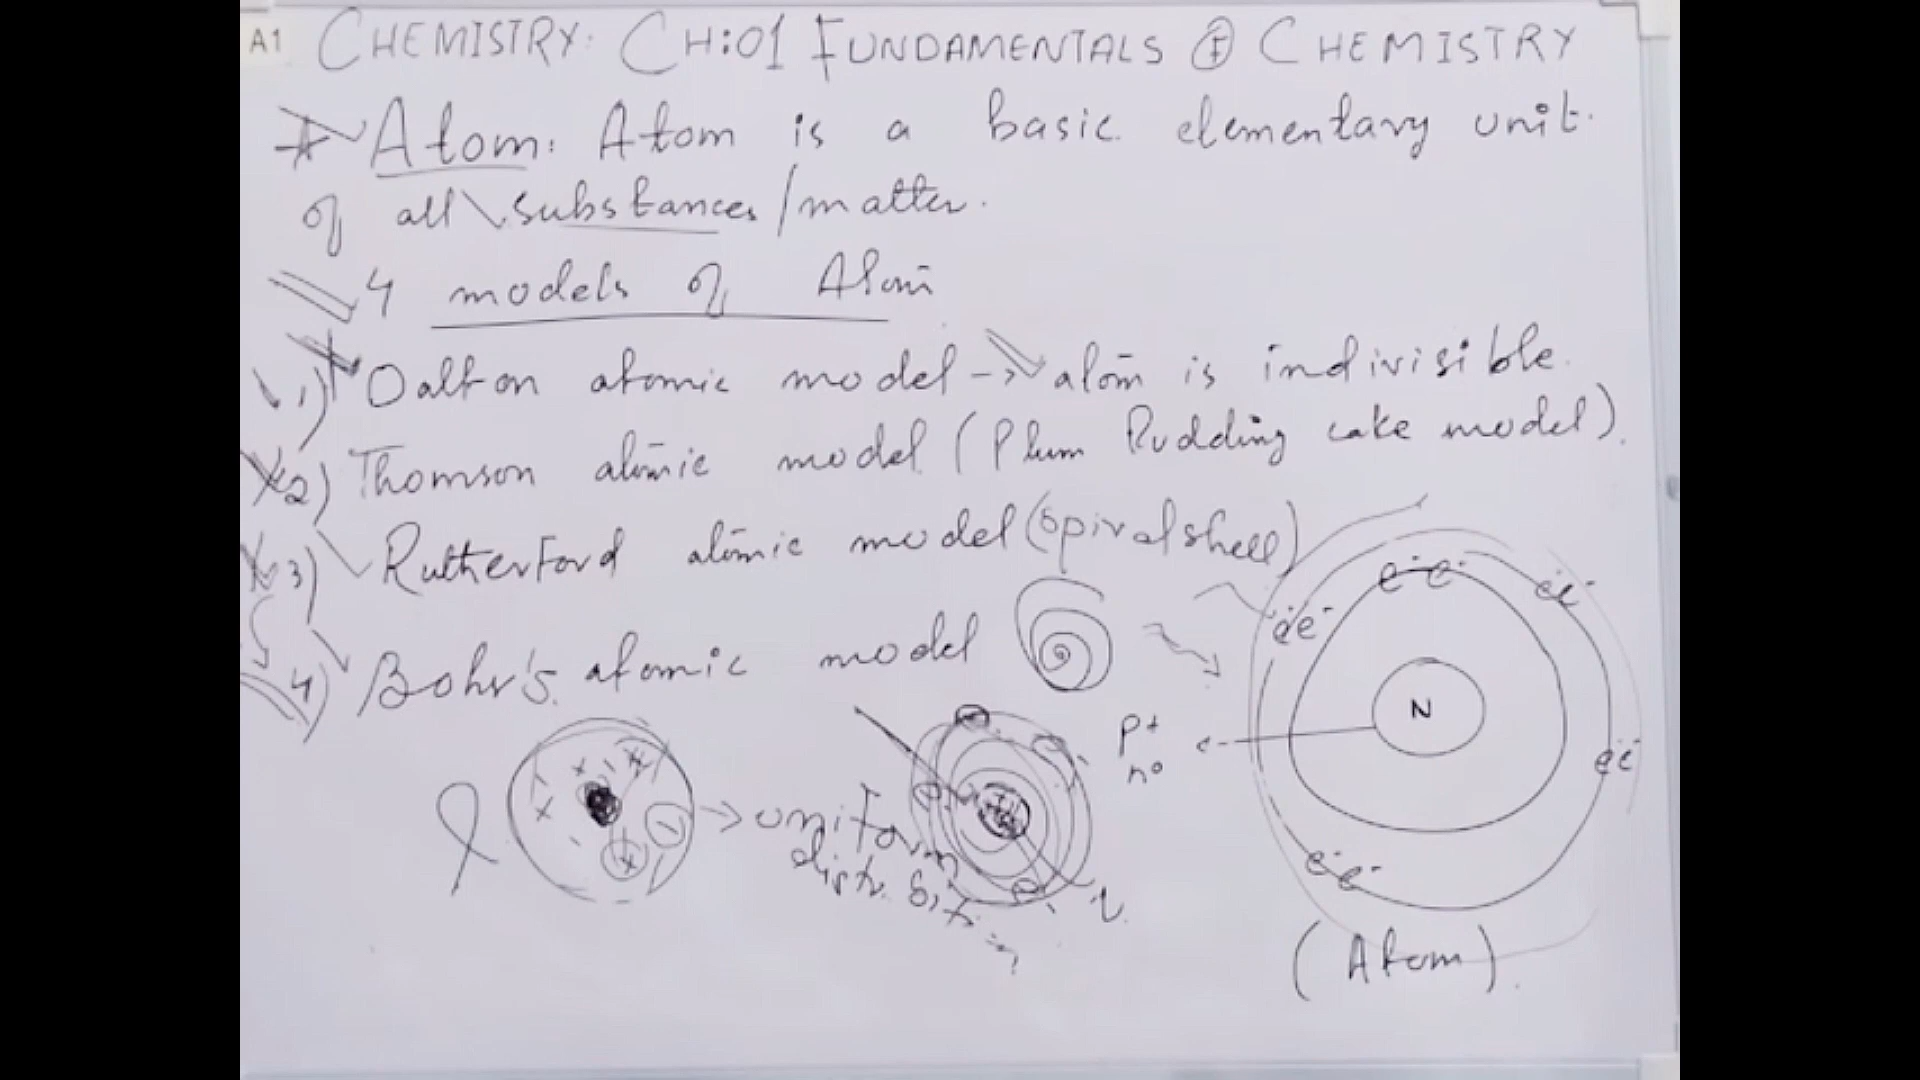 A1 CHEMISTRY: CH:01 FUNDAMENTALS OF CHEMISTRY
Atom: Atom is a basic elementary unit.
of all substances/matter.
4 models of Atom
1) Dalton atomic model -> atom is indivisible.
2) Thomson atomic model (Plum Pudding cake model).
3) Rutherford atomic model (spiral shell)
4) Bohr's atomic model
e- e-
e- e-
e- e-
N
P+
n°
e- e-
→ uniform
distribution
e- e-
(Atom).